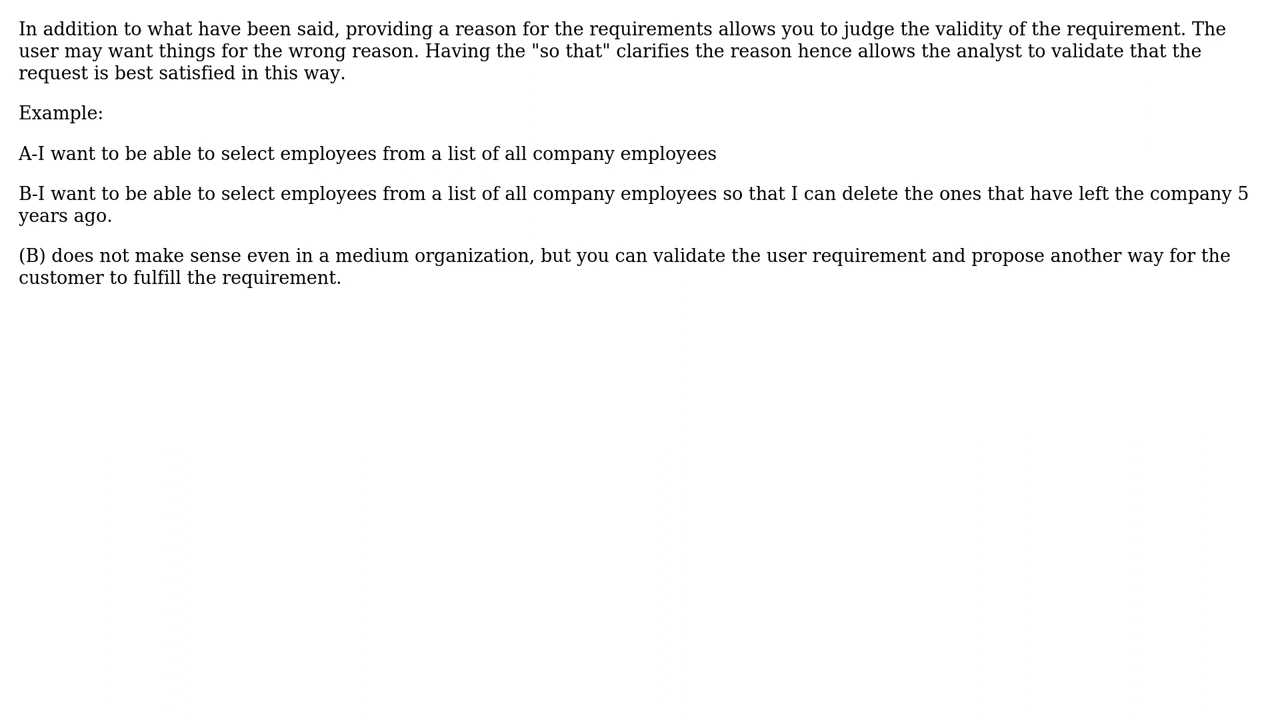 In addition to what have been said, providing a reason for the requirements allows you to judge the validity of the requirement. The
user may want things for the wrong reason. Having the "so that" clarifies the reason hence allows the analyst to validate that the
request is best satisfied in this way.
Example:
A-I want to be able to select employees from a list of all company employees
B-I want to be able to select employees from a list of all company employees so that I can delete the ones that have left the company 5
years ago.
(B) does not make sense even in a medium organization, but you can validate the user requirement and propose another way for the
customer to fulfill the requirement.